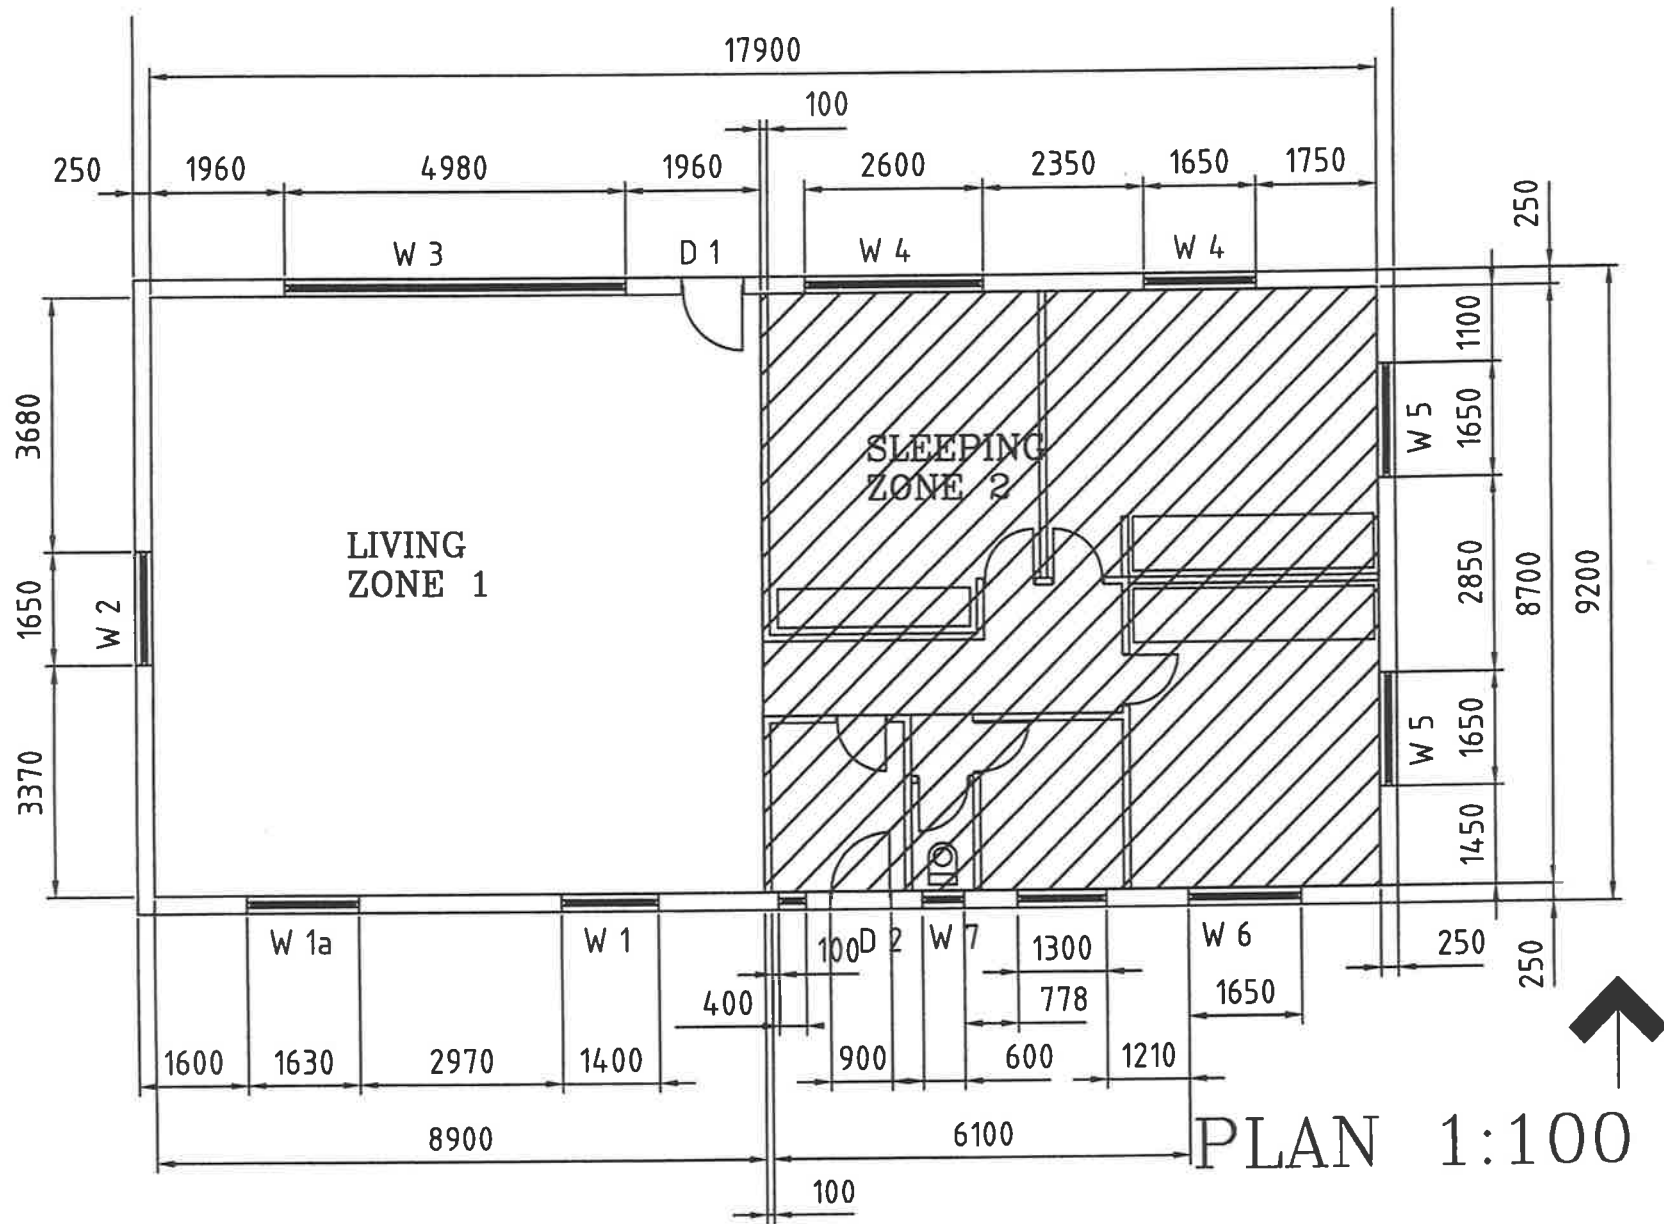 17900
100
250 1960 4980 1960 2600 2350 1650 1750
250
W 3 D 1 W 4 W 4
1100
3680
SLEEPING
ZONE 2
W 5 1650
LIVING
ZONE 1
1650
W 2
2850
8700
9200
3370
W 5 1650
1450
W 1a W 1 100 D 2 W 7 1300 W 6 250
250
400 778 1650
1600 1630 2970 1400 900 600 1210
8900 6100
PLAN 1:100
100